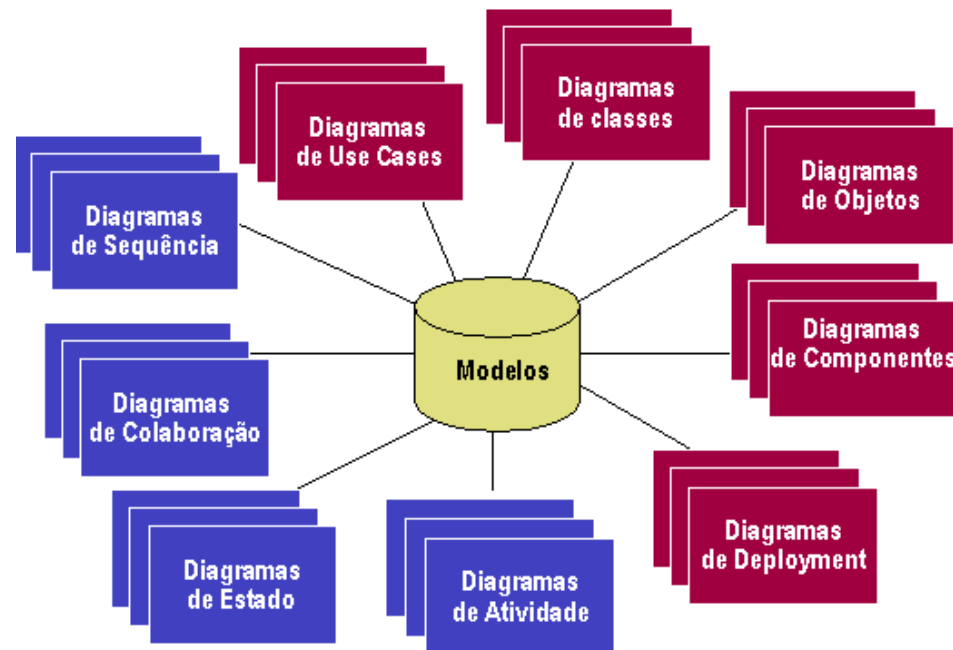 Diagramas
de classes
Diagramas
de Use Cases
Diagramas
de Objetos
Diagramas
de Sequência
Diagramas
de Componentes
Modelos
Diagramas
de Colaboração
Diagramas
de Deployment
Diagramas
de Estado
Diagramas
de Atividade